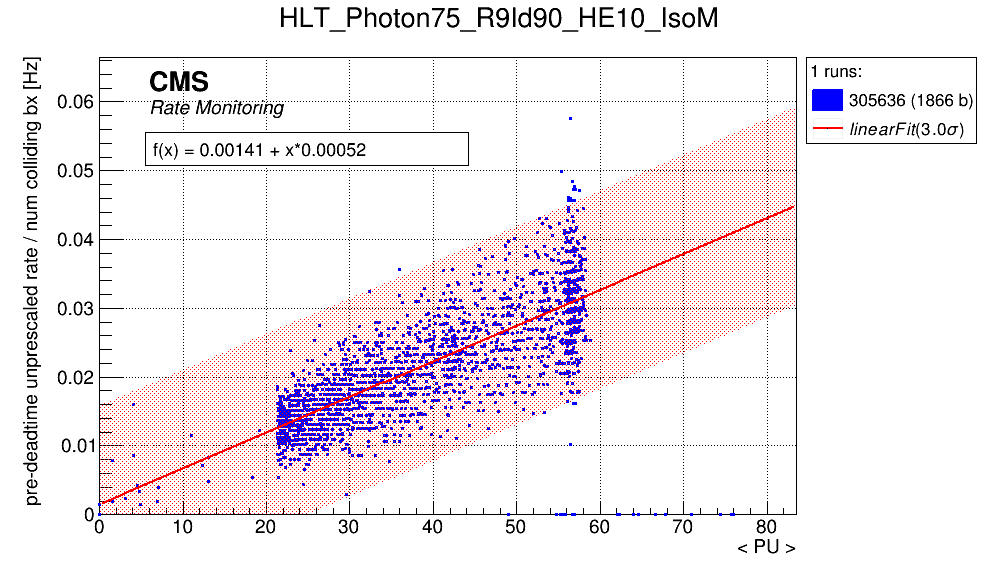 HLT_Photon75_R9Id90_HE10_IsoM
pre-deadtime unprescaled rate / num colliding bx [Hz]
CMS
Rate Monitoring
f(x) = 0.00141 + x*0.00052
1 runs:
305636 (1866 b)
linearFit(3.0σ)
0.06
0.05
0.04
0.03
0.02
0.01
0
0 10 20 30 40 50 60 70 80
< PU >